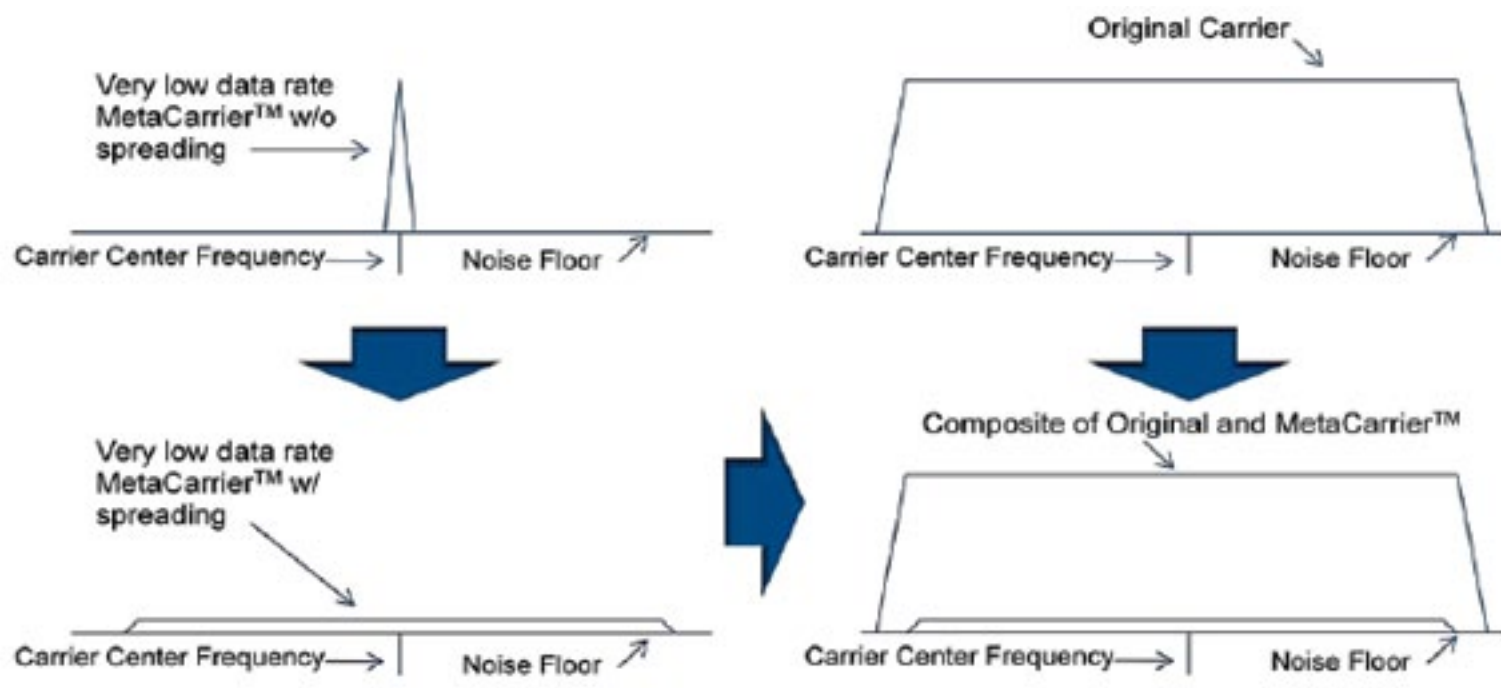 Very low data rate
MetaCarrier™ w/o
spreading
Carrier Center Frequency
Noise Floor
Original Carrier
Carrier Center Frequency
Noise Floor
Very low data rate
MetaCarrier™ w/
spreading
Carrier Center Frequency
Noise Floor
Composite of Original and MetaCarrier™
Carrier Center Frequency
Noise Floor